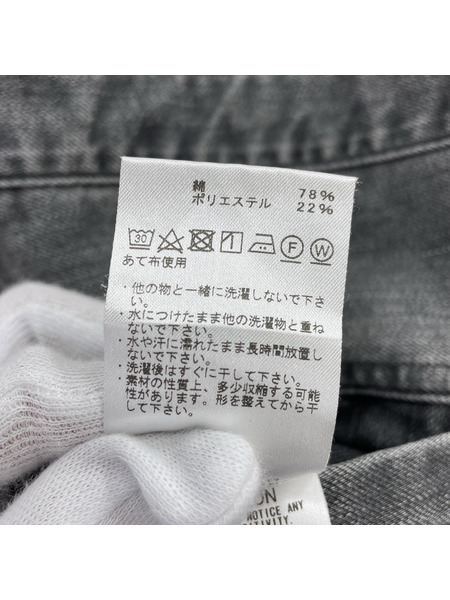 綿 78%
ポリエステル 22%
30 F W
あて布使用
・他の物と一緒に洗濯しないで下さ
い。
・水につけたまま他の洗濯物と重ね
ないで下さい。
・水や汗に濡れたまま長時間放置し
ないで下さい。
・洗濯後はすぐに干して下さい。
・素材の性質上、多少収縮する可能
性があります。形を整えてから干
して下さい。
ON
NOTICE ANY